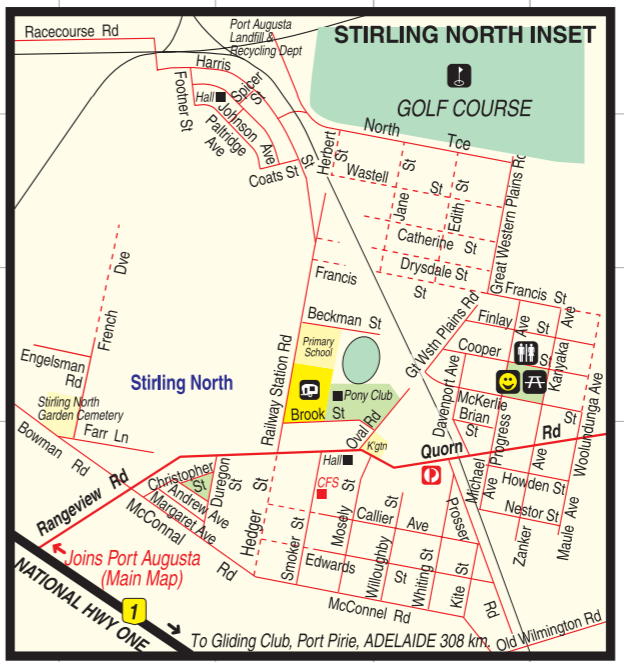 Racecourse Rd
Port Augusta
Landfill &
Recycling Dept
STIRLING NORTH INSET
GOLF COURSE
Harris
St
Footner St
Hall
Spicer
St
Johnson
Ave
Paltridge
Ave
Coats St
North Tce
Herbert
St
Wastell
St
Jane
St
Edith
St
Catherine St
Drysdale St
Great Western Plains Rd
Francis
St
Francis St
French Dve
Railway Station Rd
Beckman St
Gt Wstn Plains Rd
Finlay
St
Cooper
St
Kanyaka
Ave
Primary
School
Pony Club
Brook St
Engelsman
Rd
Stirling North
Stirling North
Garden Cemetery
Farr Ln
Bowman Rd
Oval Rd
K'gtn
Davenport Ave
McKerlie
St
Brian
St
Progress
Ave
Woolundunga Ave
Quorn Rd
Hall
CFS
Rangeview Rd
Christopher
St
Andrew Ave
Margaret Ave
Duregon
St
McConnal
Rd
Hedger St
Smoker St
Mosely St
Callier Ave
Willoughby
St
Edwards
St
Whiting St
Kite St
Prosser
Rd
Michael
Ave
Howden St
Nestor St
Zanker
Ave
Maule Ave
McConnel Rd
Joins Port Augusta
(Main Map)
NATIONAL HWY ONE
1
To Gliding Club, Port Pirie, ADELAIDE 308 km.
Old Wilmington Rd